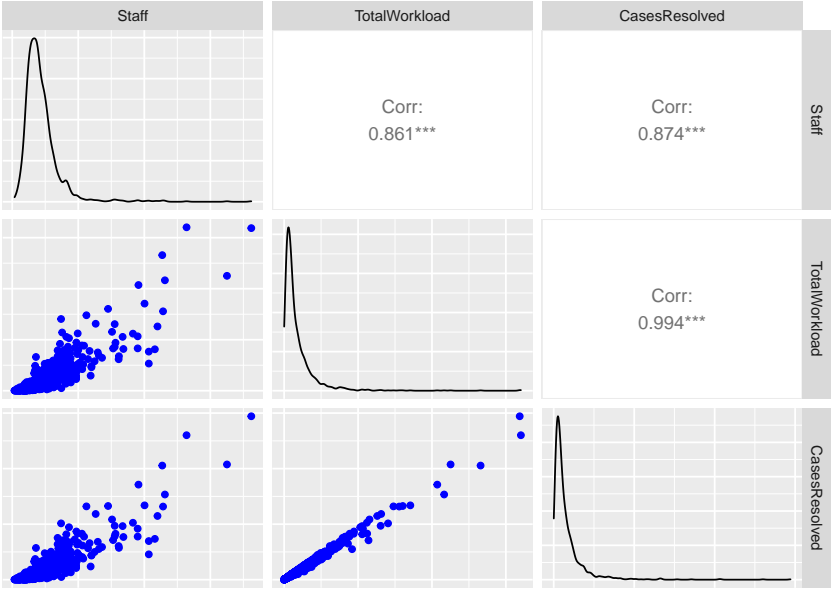 Staff
TotalWorkload
CasesResolved
Corr:
0.861***
Corr:
0.874***
Staff
Corr:
0.994***
TotalWorkload
CasesResolved